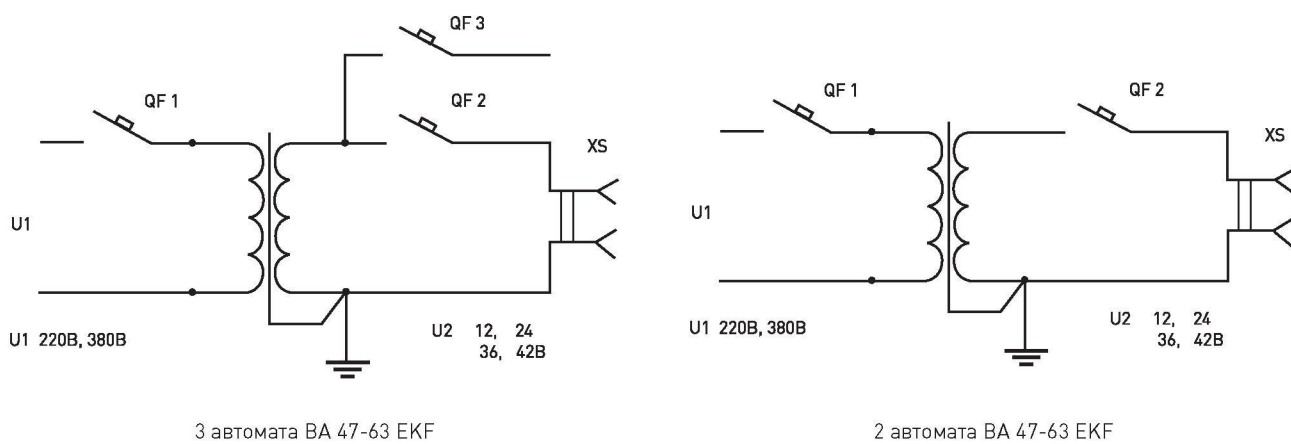 QF 3
QF 1
QF 2
XS
U1
U1 220В, 380В
U2 12, 24
36, 42В
3 автомата ВА 47-63 EKF
QF 1
QF 2
XS
U1
U1 220В, 380В
U2 12, 24
36, 42В
2 автомата ВА 47-63 EKF